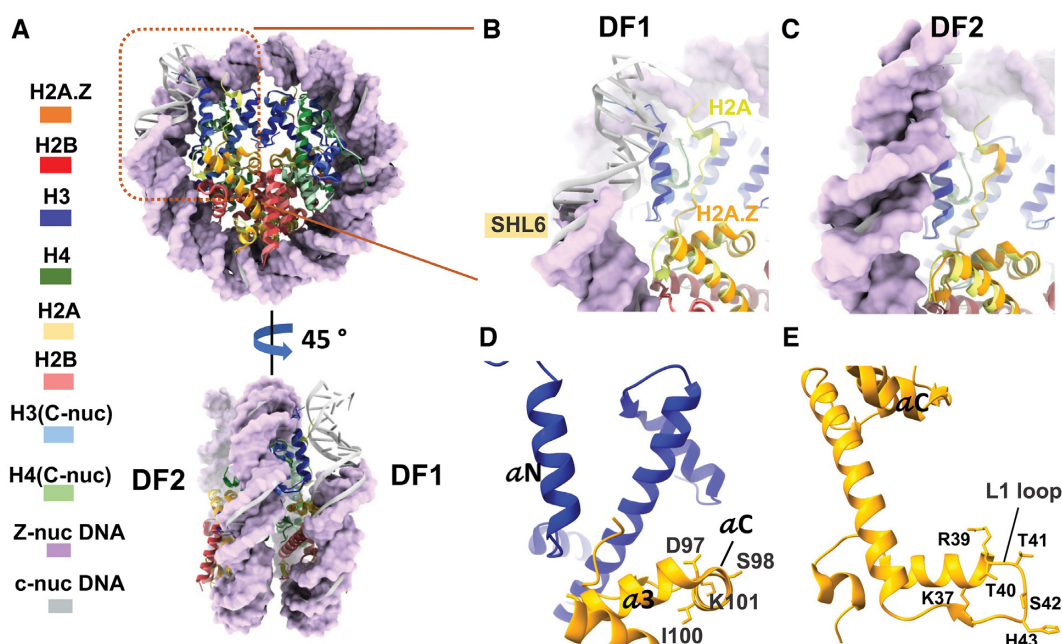 A
H2A.Z
H2B
H3
H4
H2A
H2B
H3(C-nuc)
H4(C-nuc)
Z-nuc DNA
c-nuc DNA
45 °
DF2
DF1
B
DF1
H2A
H2A.Z
SHL6
C
DF2
D
αN
αC
D97
S98
K101
α3
I100
E
αC
L1 loop
R39
T41
K37
T40
S42
H43